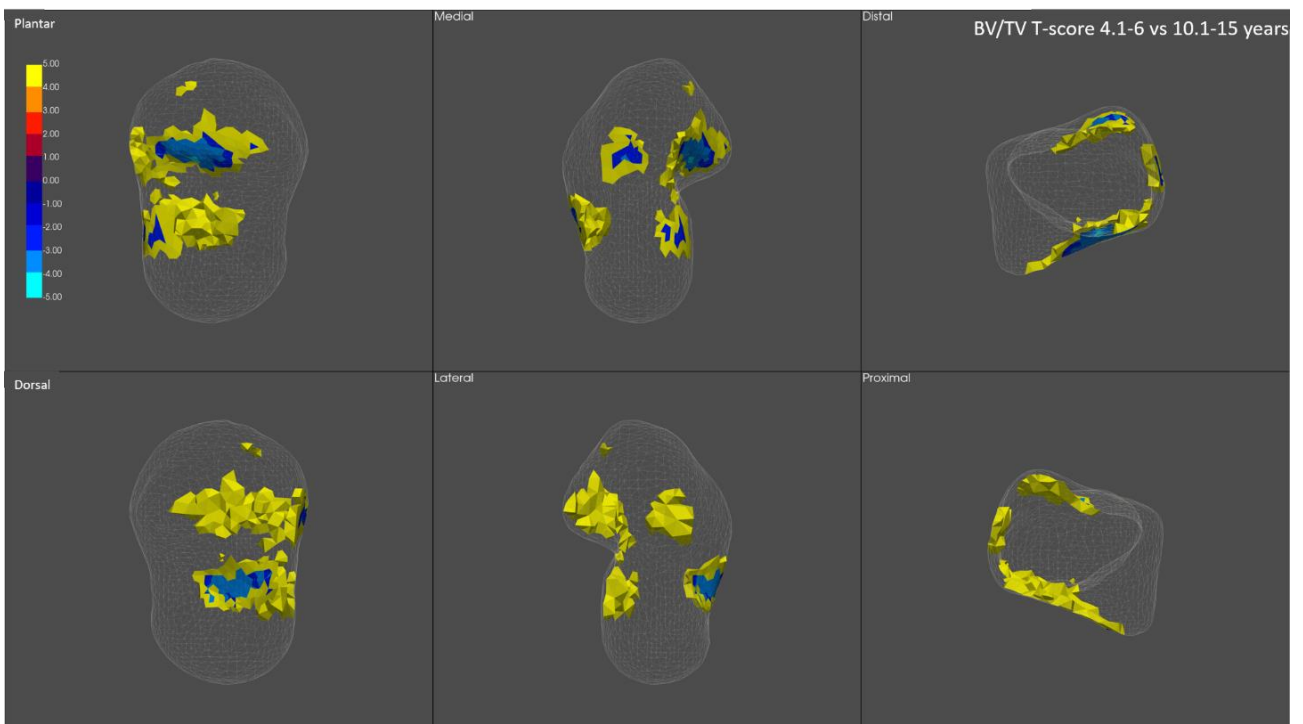 Plantar
Medial
Distal
BV/TV T-score 4.1-6 vs 10.1-15 years
5.00
4.00
3.00
2.00
1.00
0.00
-1.00
-2.00
-3.00
-4.00
-5.00
Dorsal
Lateral
Proximal